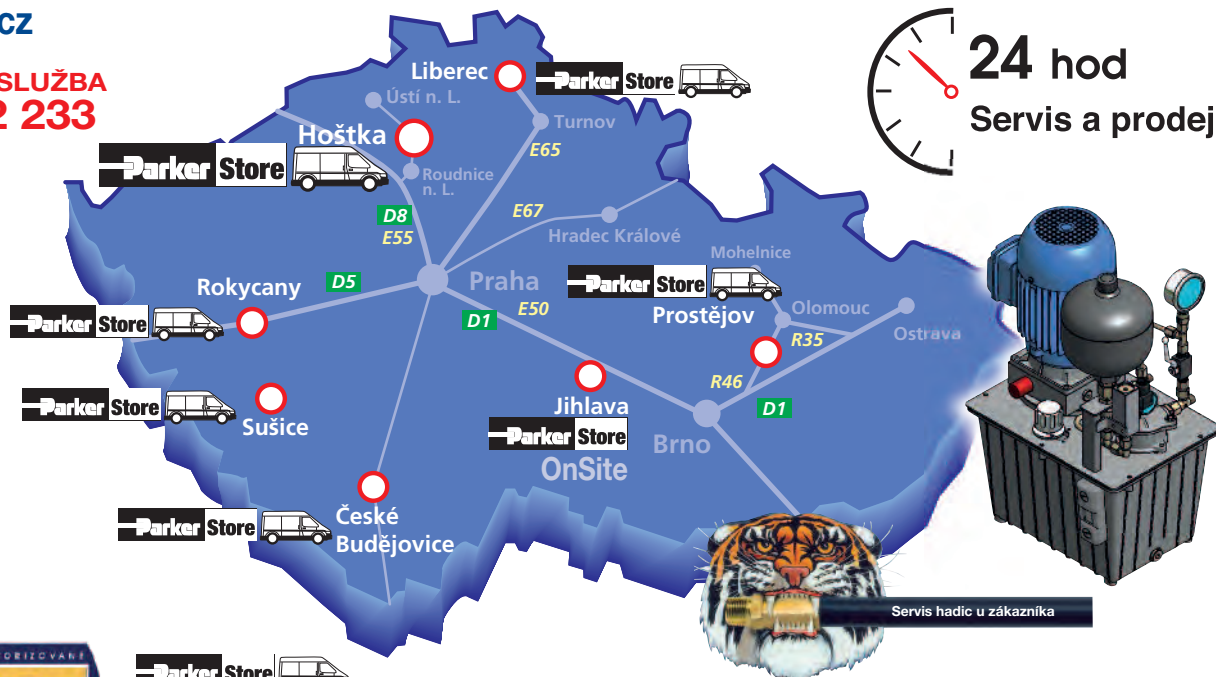 cz
SLUŽBA
2 233
24 hod
Servis a prodej
Liberec
Parker Store
Ústí n. L.
Turnov
Hoštka
E65
Parker Store
Roudnice
n. L.
D8
E55
E67
Hradec Králové
Mohelnice
Praha
Parker Store
D5
Rokycany
E50
D1
Prostějov
Olomouc
Ostrava
Parker Store
R35
R46
Jihlava
D1
Parker Store
Sušice
Parker Store
OnSite
Brno
České
Budějovice
Parker Store
Servis hadic u zákazníka
Parker Store